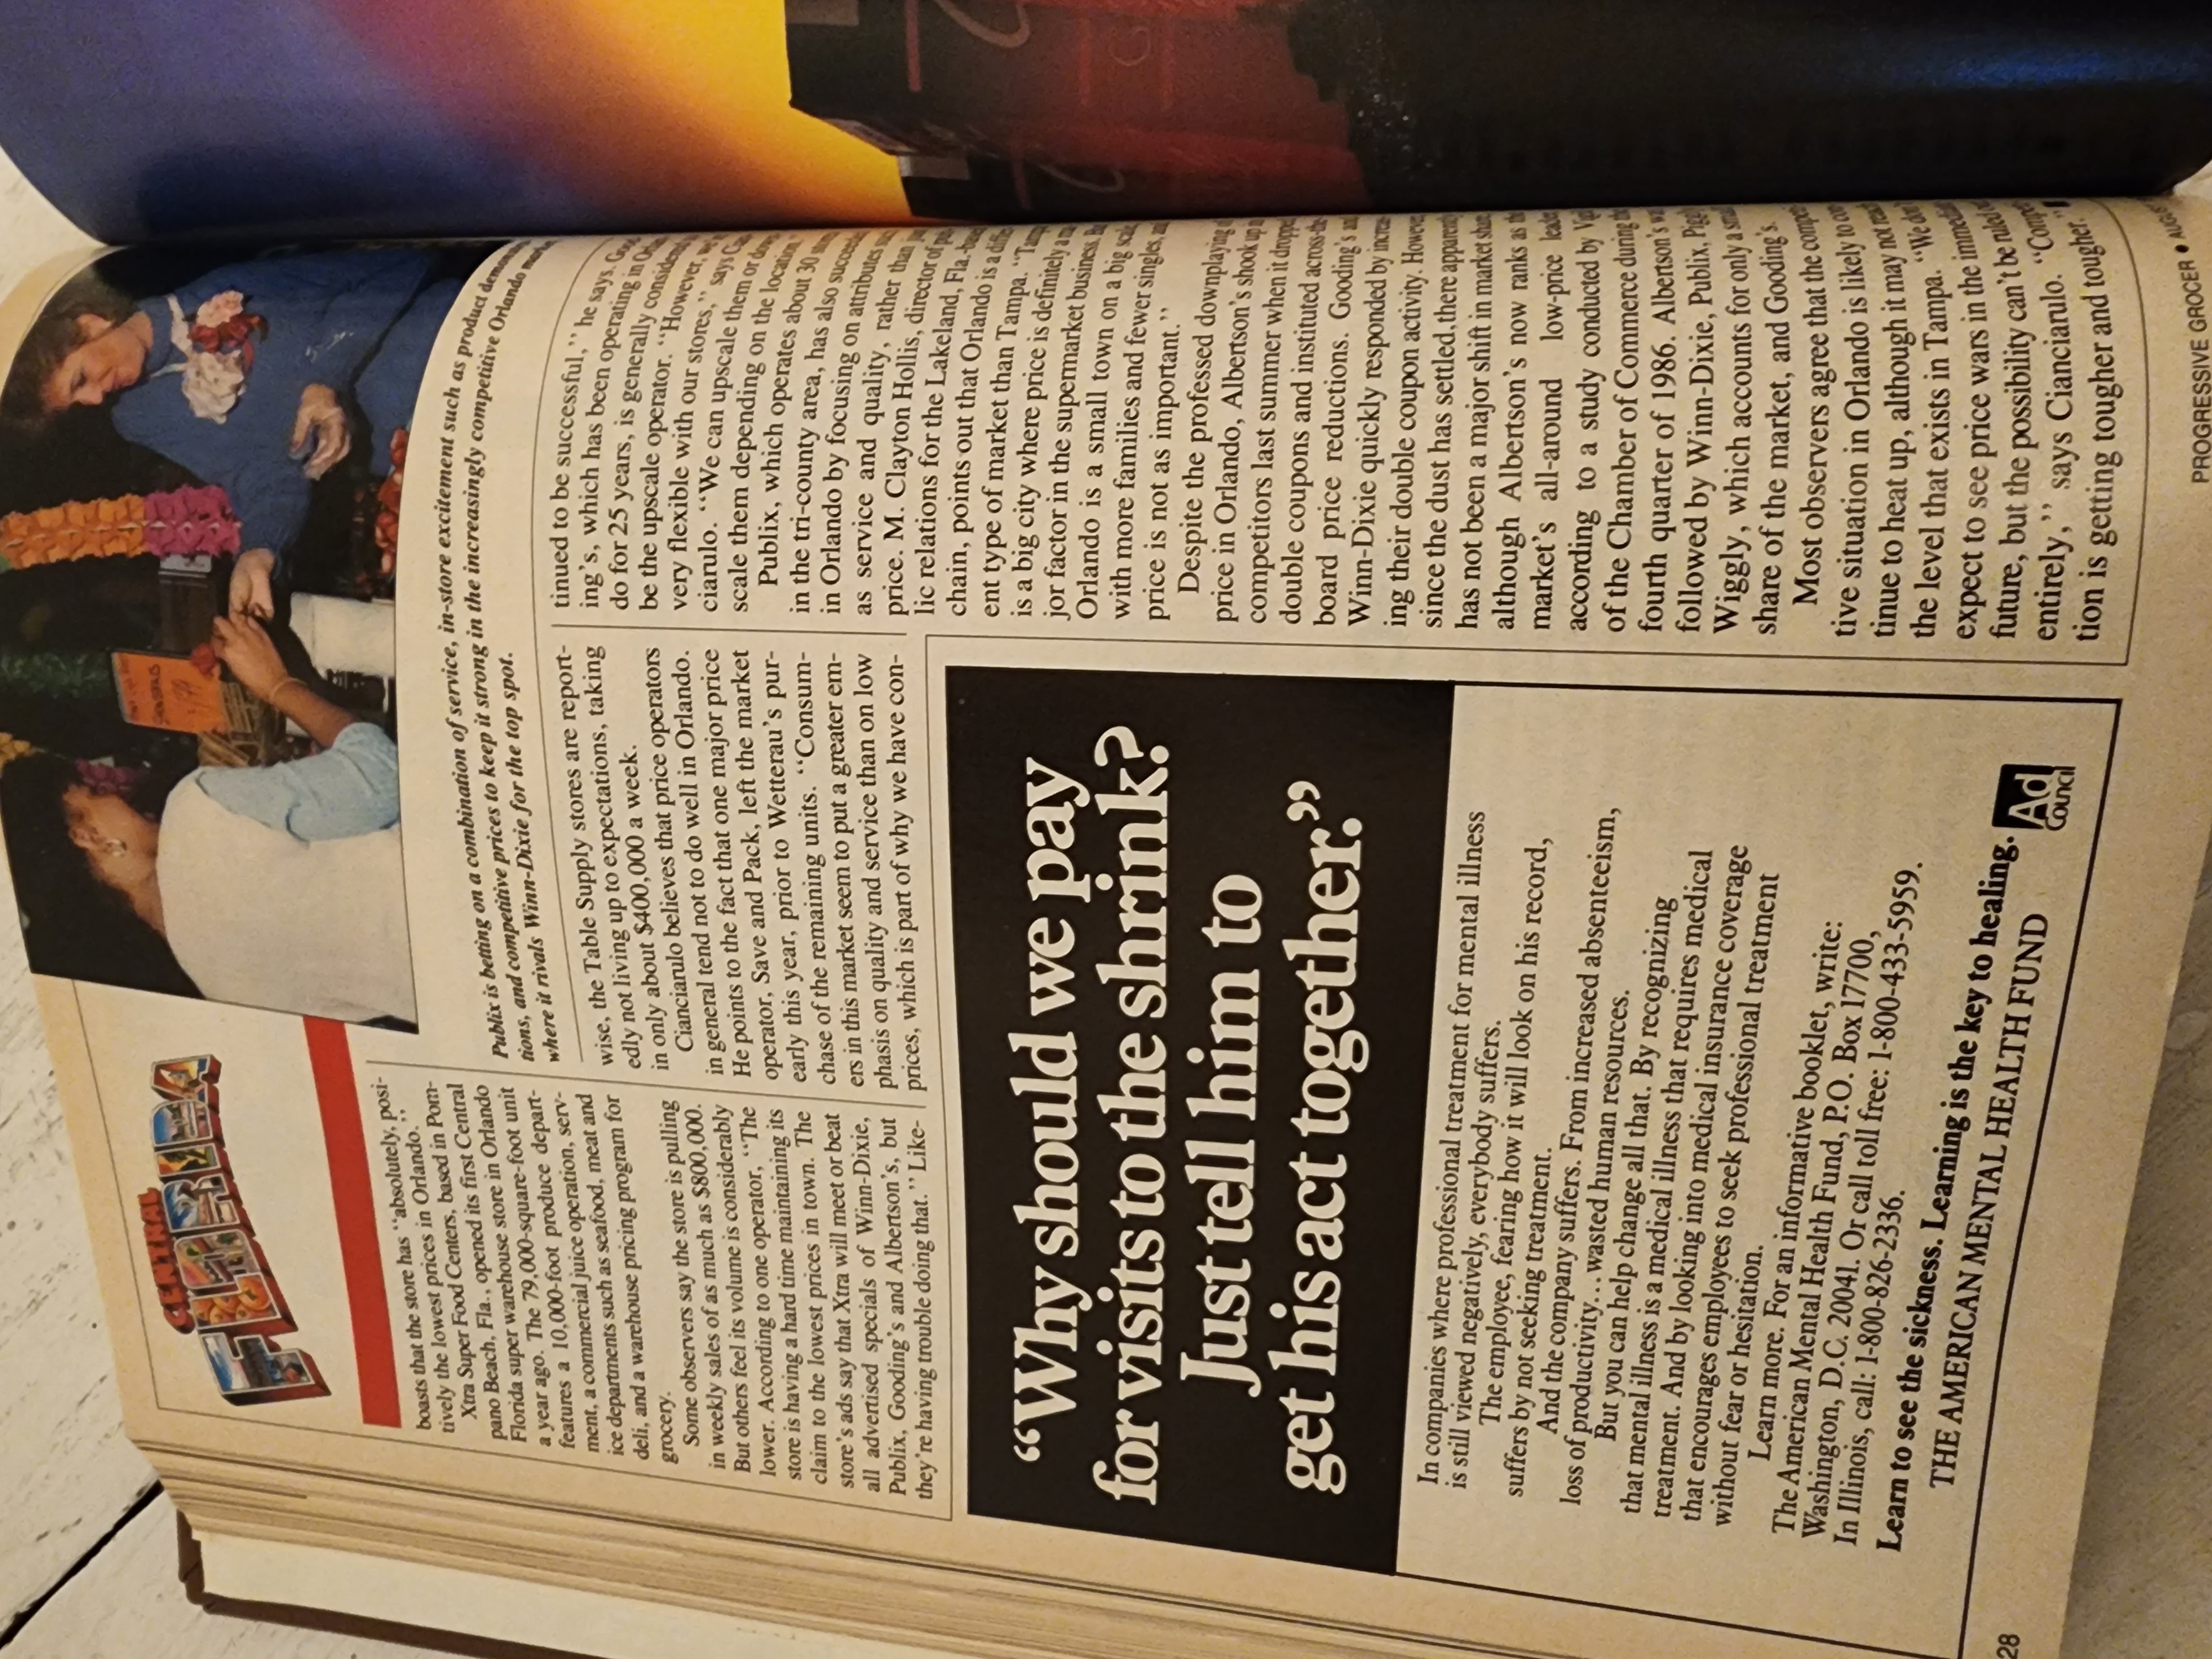 CENTRAL
FLORIDA
boasts that the store has "absolutely, posi-
tively the lowest prices in Orlando."
Xtra Super Food Centers, based in Pom-
pano Beach, Fla., opened its first Central
Florida super warehouse store in Orlando
a year ago. The 79,000-square-foot unit
features a 10,000-foot produce depart-
ment, a commercial juice operation, serv-
ice departments such as seafood, meat and
deli, and a warehouse pricing program for
grocery.
Some observers say the store is pulling
in weekly sales of as much as $800,000.
But others feel its volume is considerably
lower. According to one operator, "The
store is having a hard time maintaining its
claim to the lowest prices in town. The
store's ads say that Xtra will meet or beat
all advertised specials of Winn-Dixie,
Publix, Gooding's and Albertson's, but
they're having trouble doing that." Like-
Publix is betting on a combination of service, in-store excitement such as product
tions, and competitive prices to keep it strong in the increasingly competitive Orlando
where it rivals Winn-Dixie for the top spot.
wise, the Table Supply stores are report-
edly not living up to expectations, taking
in only about $400,000 a week.
Cianciarulo believes that price operators
in general tend not to do well in Orlando.
He points to the fact that one major price
operator, Save and Pack, left the market
early this year, prior to Wetterau's pur-
chase of the remaining units. "Consum-
ers in this market seem to put a greater em-
phasis on quality and service than on low
prices, which is part of why we have con-
tinued to be successful," he says.
ing's, which has been operating in
do for 25 years, is generally
be the upscale operator. "However,
very flexible with our stores," says
ciarulo. "We can upscale them or
scale them depending on the location."
Publix, which operates about 30
in the tri-county area, has also
in Orlando by focusing on attributes
as service and quality, rather than
price. M. Clayton Hollis, director of
lic relations for the Lakeland, Fla.-based
chain, points out that Orlando is a
ent type of market than Tampa.
is a big city where price is definitely a
jor factor in the supermarket business.
Orlando is a small town on a big
with more families and fewer singles,
price is not as important."
Despite the professed downplaying
price in Orlando, Albertson's shook up
competitors last summer when it dropped
double coupons and instituted
board price reductions. Gooding's
Winn-Dixie quickly responded by
ing their double coupon activity.
since the dust has settled, there
has not been a major shift in market share,
although Albertson's now ranks as
market's all-around low-price
according to a study conducted by
of the Chamber of Commerce during
fourth quarter of 1986. Albertson's
followed by Winn-Dixie, Publix,
Wiggly, which accounts for only a
share of the market, and Gooding's.
Most observers agree that the
tive situation in Orlando is likely to
tinue to heat up, although it may not
the level that exists in Tampa. "We
expect to see price wars in the
future, but the possibility can't be ruled
entirely," says Cianciarulo.
tion is getting tougher and tougher."
"Why should we pay
for visits to the shrink?
Just tell him to
get his act together."
In companies where professional treatment for mental illness
is still viewed negatively, everybody suffers.
The employee, fearing how it will look on his record,
suffers by not seeking treatment.
And the company suffers. From increased absenteeism,
loss of productivity...wasted human resources.
But you can help change all that. By recognizing
that mental illness is a medical illness that requires medical
treatment. And by looking into medical insurance coverage
that encourages employees to seek professional treatment
without fear or hesitation.
Learn more. For an informative booklet, write:
The American Mental Health Fund, P.O. Box 17700,
Washington, D.C. 20041. Or call toll free: 1-800-433-5959.
In Illinois, call: 1-800-826-2336.
Learn to see the sickness. Learning is the key to healing.
THE AMERICAN MENTAL HEALTH FUND
Ad
Council
28
PROGRESSIVE GROCER •